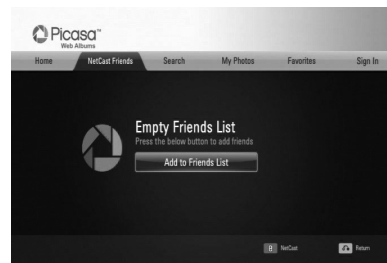 Picasa™
Web Albums
Home NetCast Friends Search My Photos Favorites Sign In
Empty Friends List
Press the below button to add friends
Add to Friends List
NetCast Return